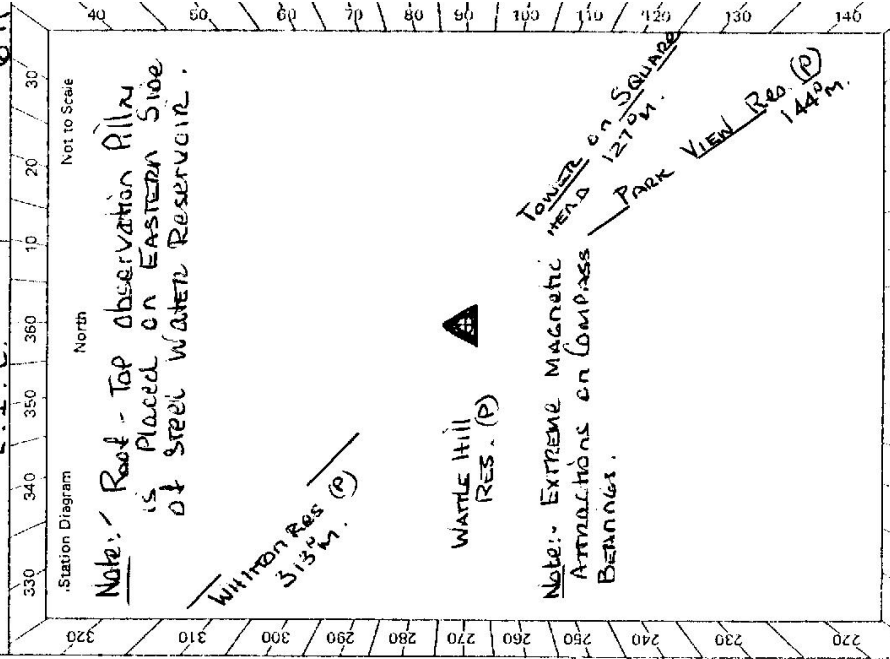 330 340 350 360 10 20 30
Station Diagram North Not to Scale
Note:- Roof-Top Observation Pillar
is Placed on EASTERN Side
Of Steel Water Reservoir.
320 310 300 290 280 270 260 250 240 230 220
40 50 60 70 80 90 100 110 120 130 140
RES (P)
313° M.
WATTLE Hill
RES. (P)
TOWER on SQUARE
HEAD 127° M.
PARK VIEW Res. (P)
144° M.
Note:- EXTREME MAGNETIC
ATTRACTIONS on COMPASS
BEARINGS.